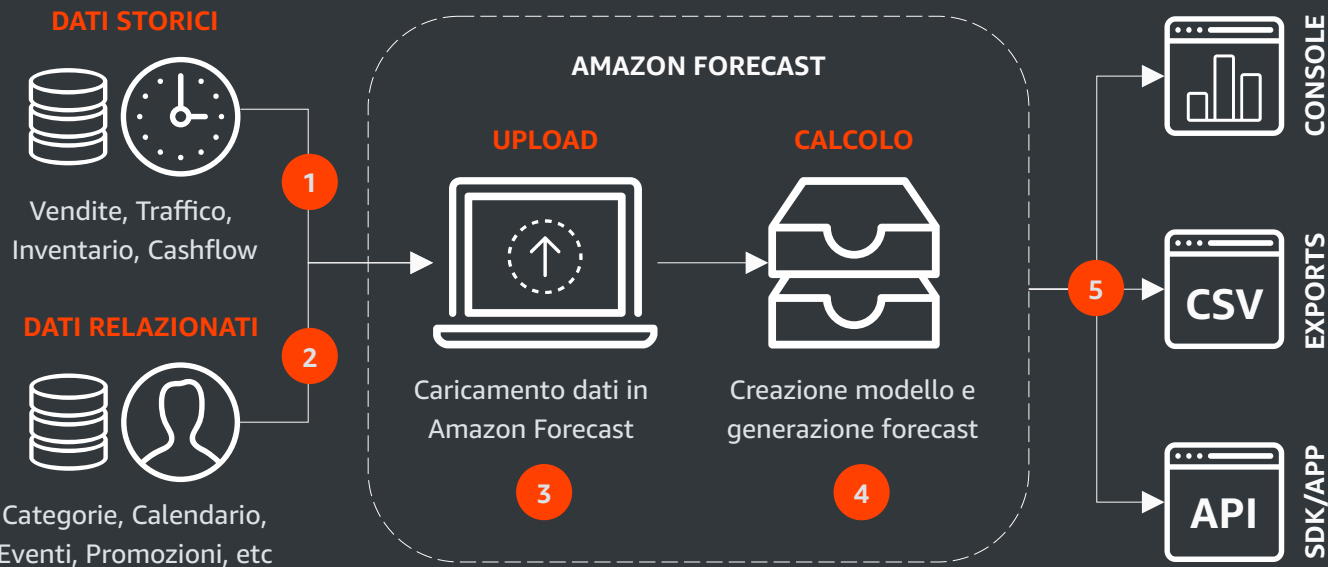 DATI STORICI
1
Vendite, Traffico,
Inventario, Cashflow
DATI RELAZIONATI
2
Categorie, Calendario,
Eventi, Promozioni, etc
AMAZON FORECAST
UPLOAD
Caricamento dati in
Amazon Forecast
3
CALCOLO
Creazione modello e
generazione forecast
4
5
CONSOLE
CSV
EXPORTS
API
SDK/APP